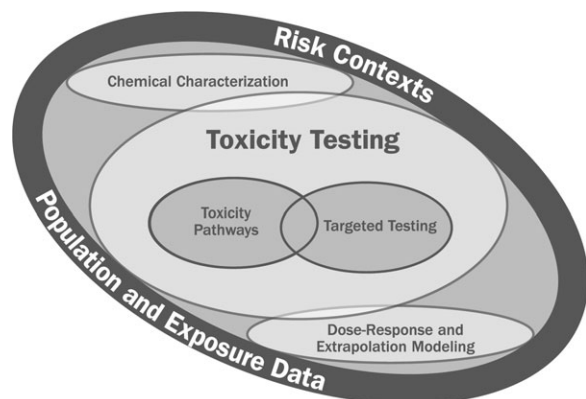 Risk Contexts
Chemical Characterization
Toxicity Testing
Toxicity
Pathways
Targeted Testing
Dose-Response and
Extrapolation Modeling
Population and Exposure Data